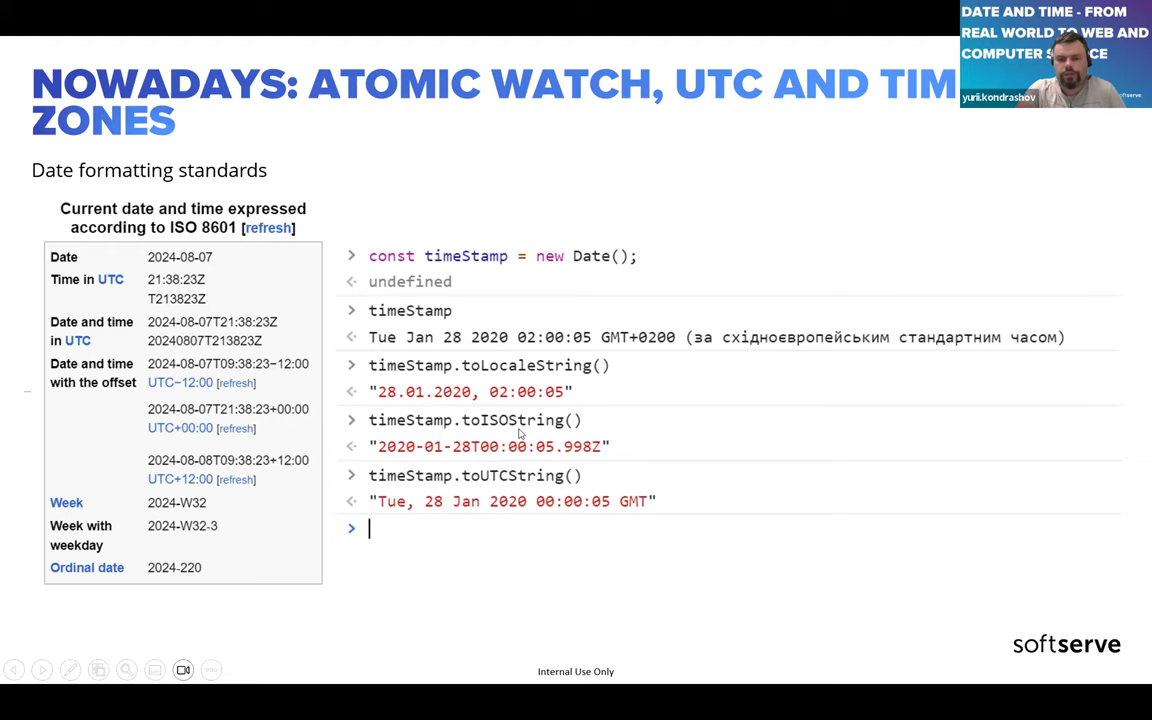 DATE AND TIME - FROM
REAL WORLD TO WEB AND
COMPUTER S CE
yurii.kondrashov
softserve
NOWADAYS: ATOMIC WATCH, UTC AND TIM
ZONES
Date formatting standards
Current date and time expressed
according to ISO 8601 [refresh]
Date 2024-08-07
Time in UTC 21:38:23Z
T213823Z
Date and time 2024-08-07T21:38:23Z
in UTC 20240807T213823Z
Date and time 2024-08-07T09:38:23−12:00
with the offset UTC−12:00 [refresh]
2024-08-07T21:38:23+00:00
UTC+00:00 [refresh]
2024-08-08T09:38:23+12:00
UTC+12:00 [refresh]
Week 2024-W32
Week with 2024-W32-3
weekday
Ordinal date 2024-220
> const timeStamp = new Date();
undefined
> timeStamp
Tue Jan 28 2020 02:00:05 GMT+0200 (за східноєвропейським стандартним часом)
> timeStamp.toLocaleString()
"28.01.2020, 02:00:05"
> timeStamp.toISOString()
"2020-01-28T00:00:05.998Z"
> timeStamp.toUTCString()
"Tue, 28 Jan 2020 00:00:05 GMT"
>
softserve
Internal Use Only